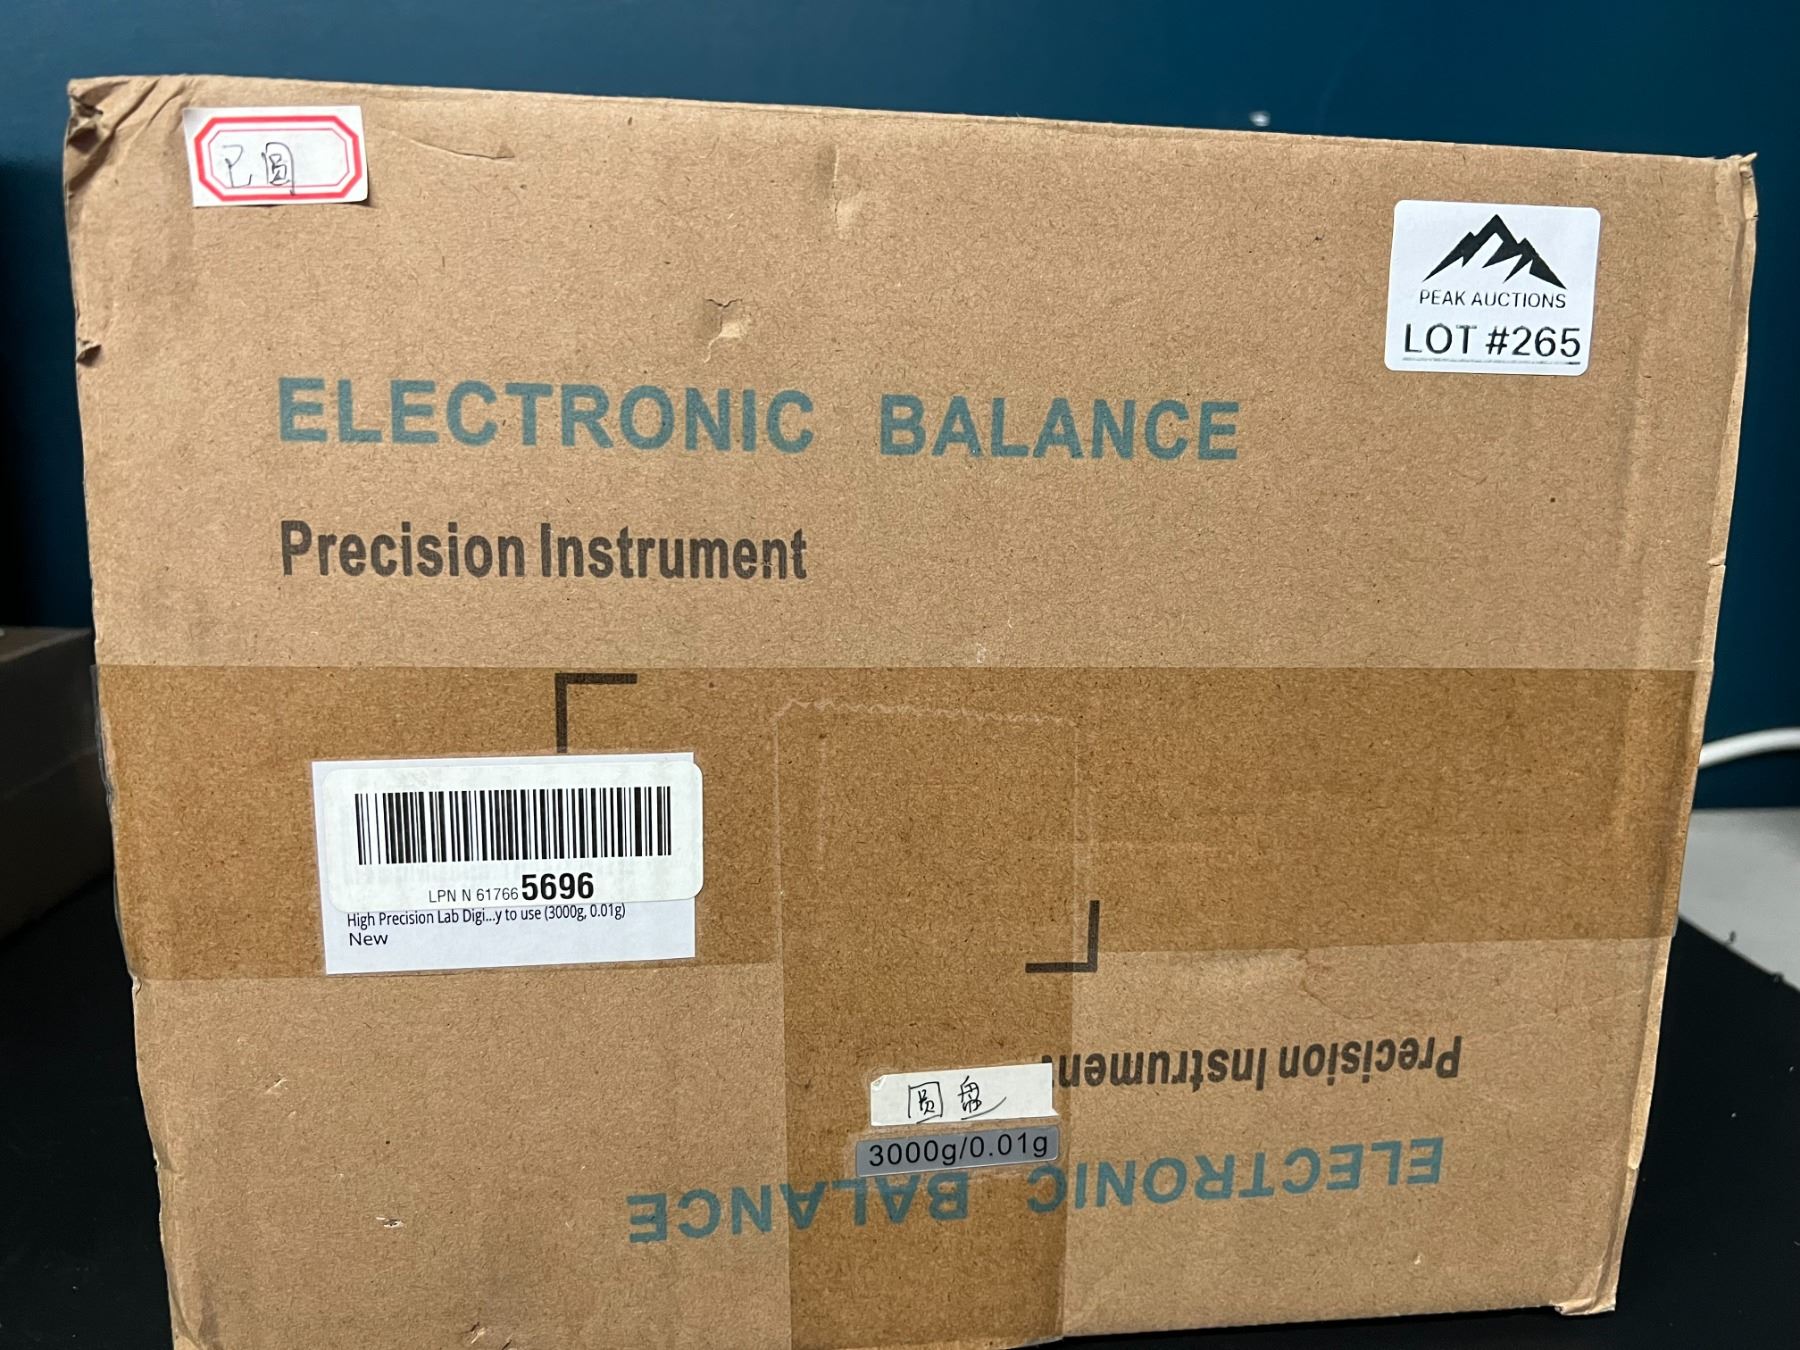 已圆
PEAK AUCTIONS
LOT #265
ELECTRONIC BALANCE
Precision Instrument
LPN N 617665696
High Precision Lab Digi...y to use (3000g, 0.01g)
New
Precision Instrument
圆盘
3000g/0.01g
ELECTRONIC BALANCE